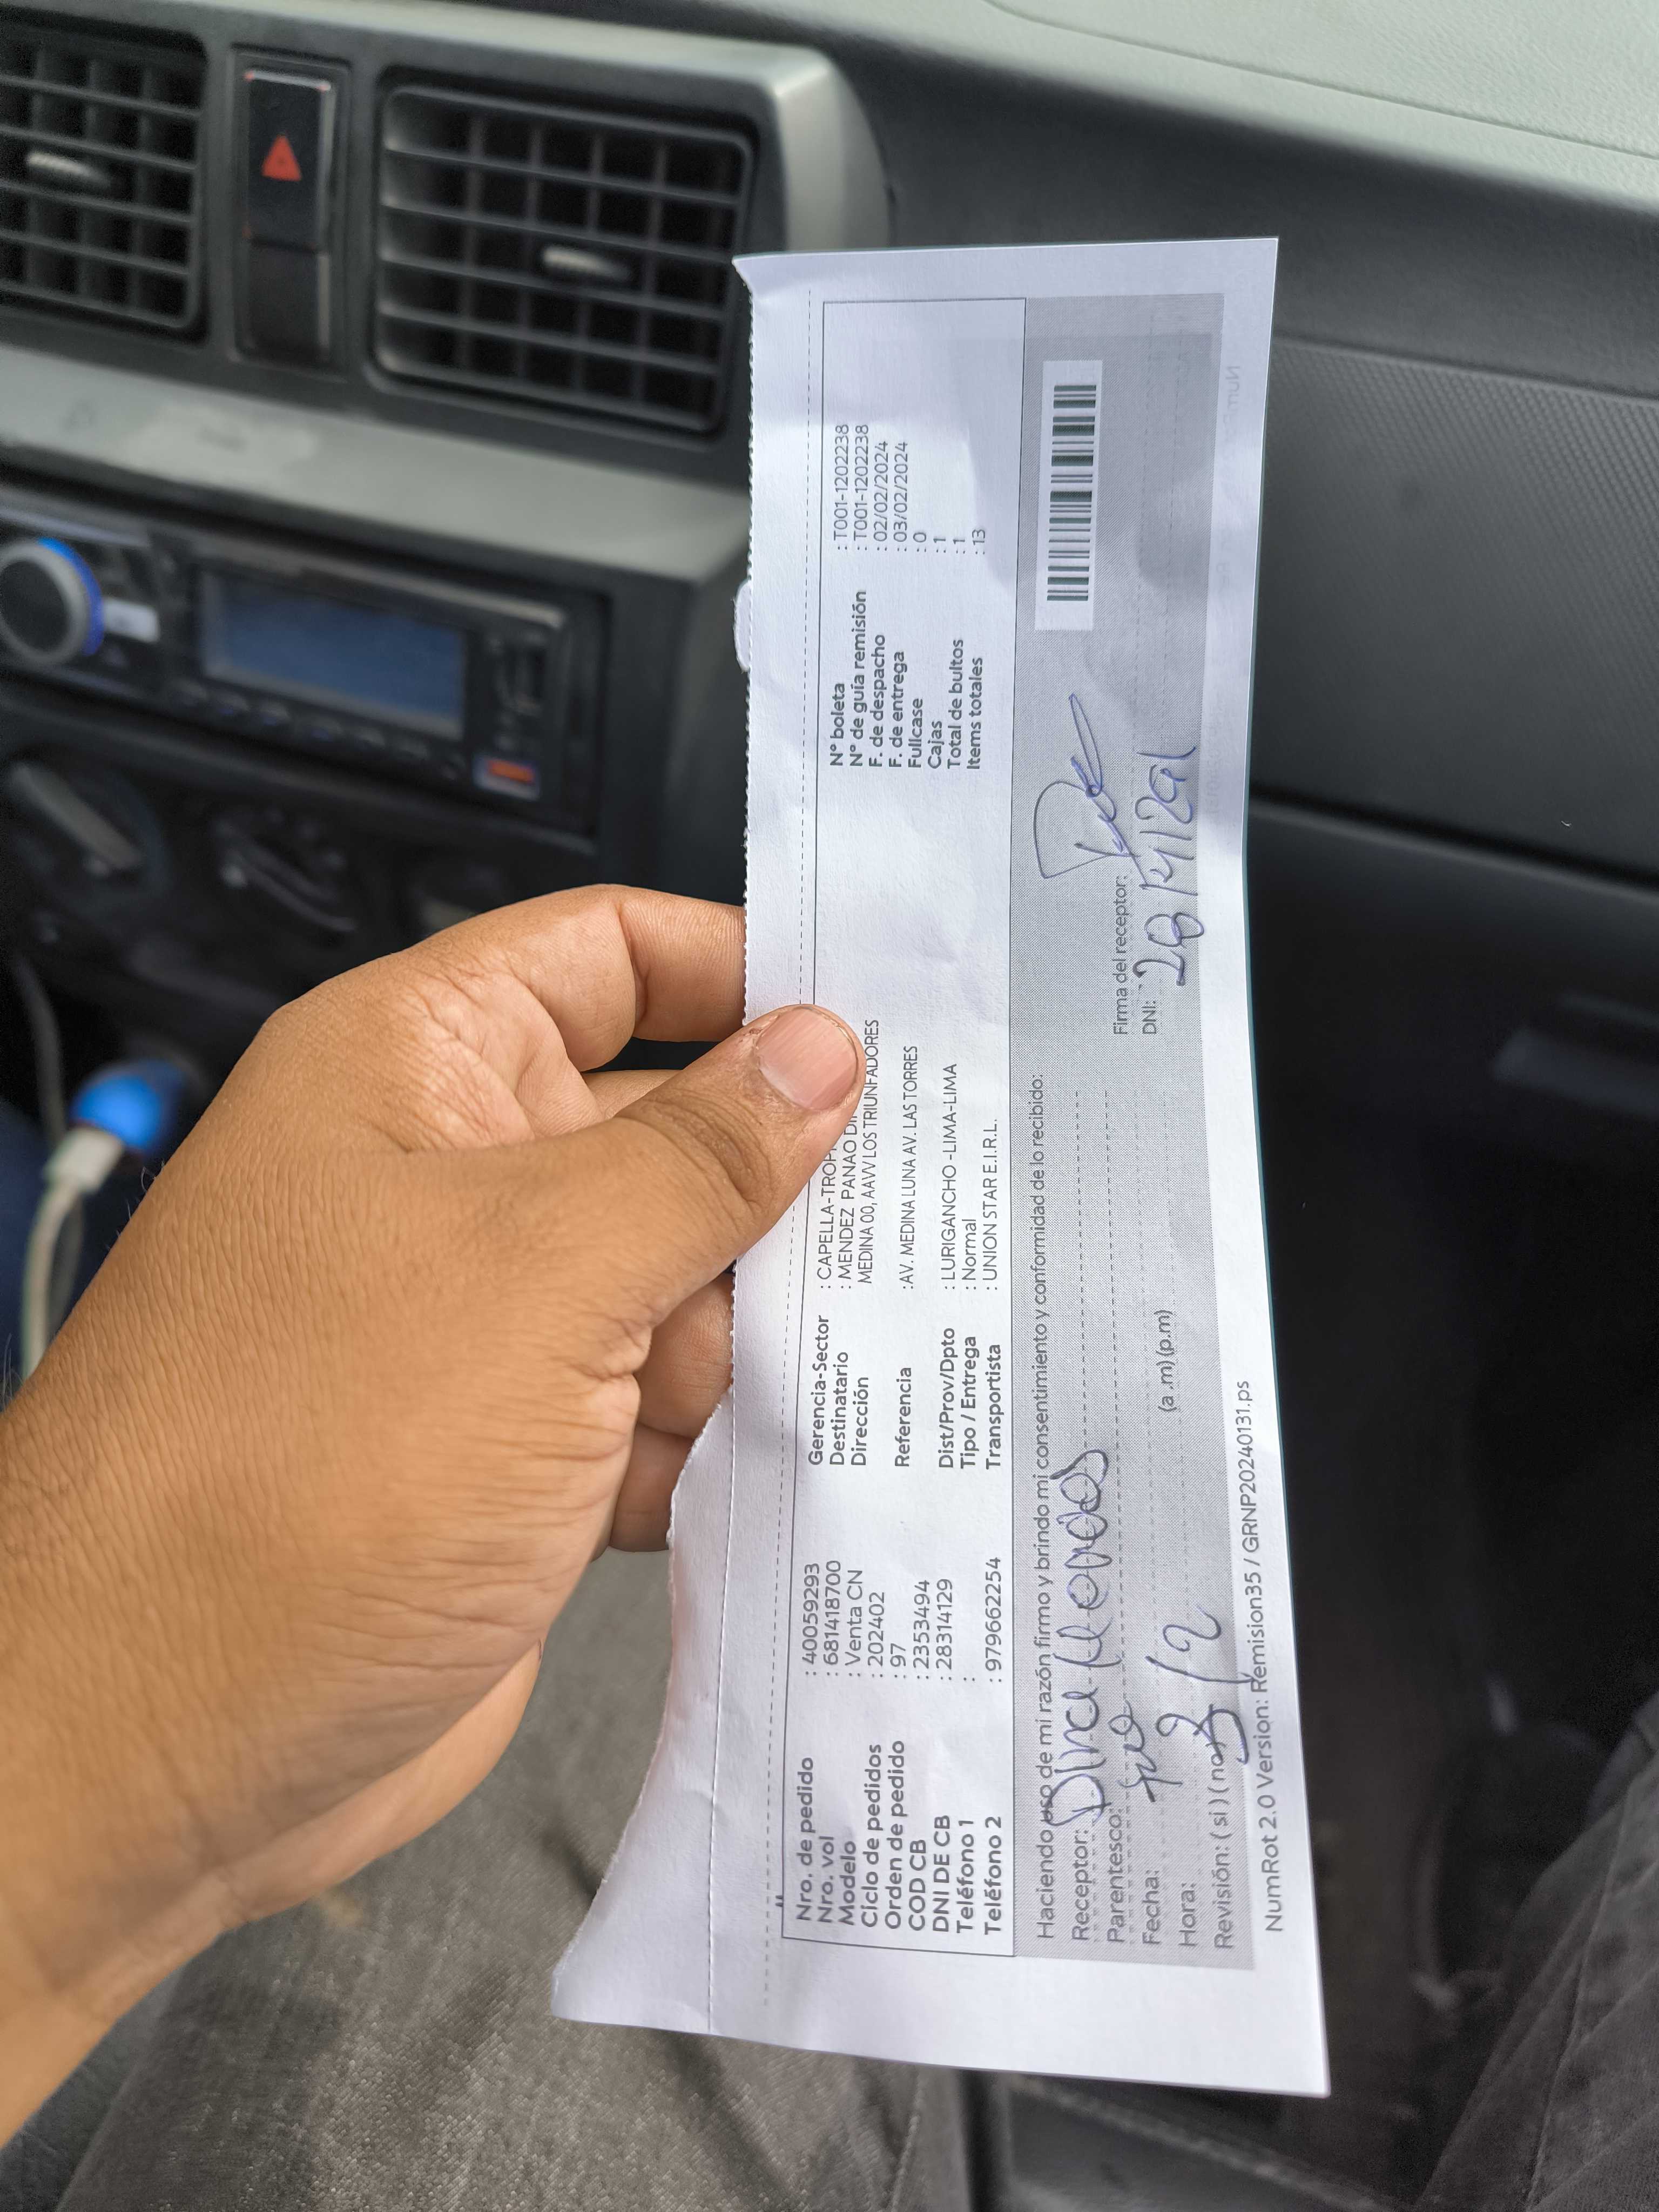 Nro. de pedido : 40059293
Nro. vol : 681418700
Modelo : Venta CN
Ciclo de pedidos : 202402
Orden de pedido : 97
COD CB : 2353494
DNI DE CB : 28314129
Teléfono 1 :
Teléfono 2 : 979662254
Gerencia-Sector : CAPELLA-TROP
Destinatario : MENDEZ PANAO
Dirección MEDINA 00, AAVV LOS TRIUNFADORES
Referencia : AV. MEDINA LUNA AV. LAS TORRES
Dist/Prov/Dpto : LURIGANCHO -LIMA-LIMA
Tipo / Entrega : Normal
Transportista : UNION STAR E.I.R.L.
N° boleta : T001-1202238
N° de guía remisión : T001-1202238
F. de despacho : 02/02/2024
F. de entrega : 03/02/2024
Fullcase : 0
Cajas : 1
Total de bultos : 1
Items totales : 13
Haciendo uso de mi razón firmo y brindo mi consentimiento y conformidad de lo recibido:
Receptor: Dina
Parentesco:
Fecha: 3/2
Hora: (a .m) (p.m)
Revisión: ( si ) ( no )
Firma del receptor:
DNI: 28
NumRot 2.0 Version: Remision35 / GRNP20240131.ps